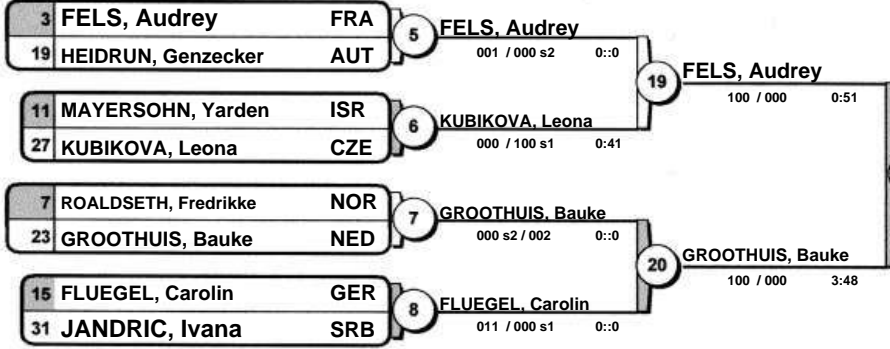 3 FELS, Audrey FRA
19 HEIDRUN, Genzecker AUT
5
FELS, Audrey
001 / 000 s2 0::0
11 MAYERSOHN, Yarden ISR
27 KUBIKOVA, Leona CZE
6
KUBIKOVA, Leona
000 / 100 s1 0:41
19
FELS, Audrey
100 / 000 0:51
7 ROALDSETH, Fredrikke NOR
23 GROOTHUIS, Bauke NED
7
GROOTHUIS, Bauke
000 s2 / 002 0::0
15 FLUEGEL, Carolin GER
31 JANDRIC, Ivana SRB
8
FLUEGEL, Carolin
011 / 000 s1 0::0
20
GROOTHUIS, Bauke
100 / 000 3:48